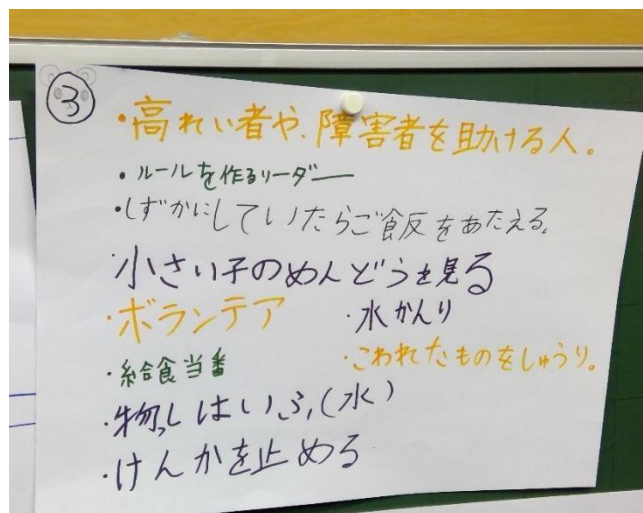 3
・高れい者や、障害者を助ける人。
・ルールを作るリーダー
・しずかにしていたらご飯をあたえる。
・小さい子のめんどうを見る
・ボランテア
・水かんり
・給食当番
・こわれたものをしゅうり。
・物しはいふ(水)
・けんかを止める